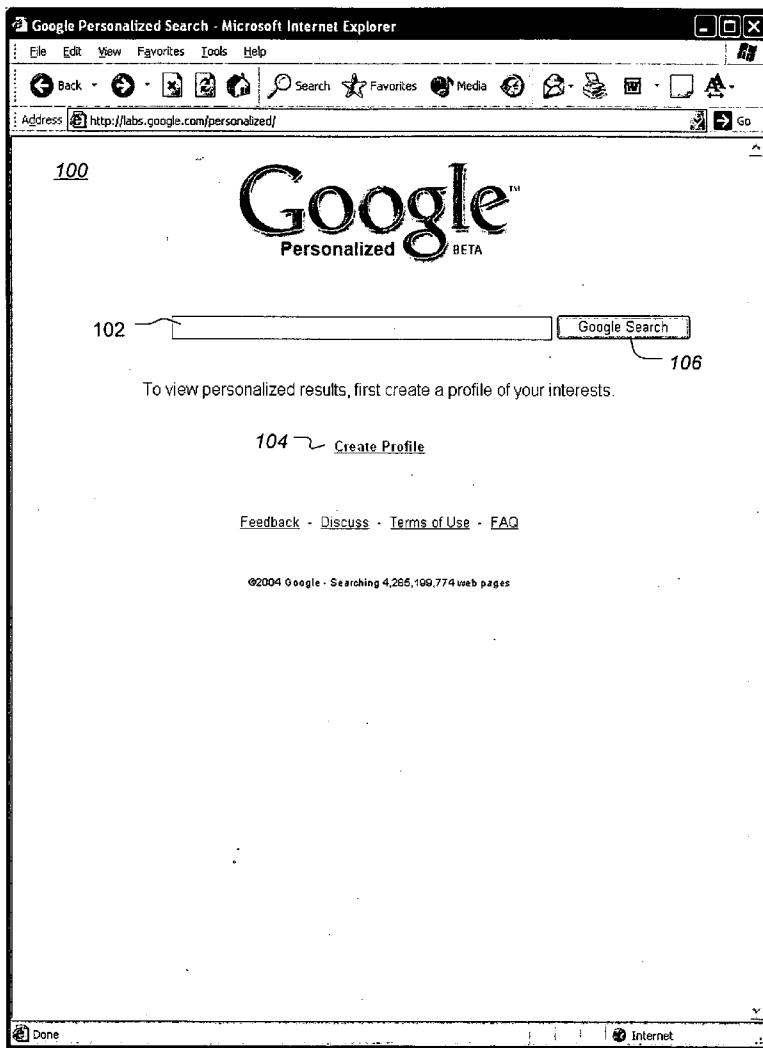 Google Personalized Search - Microsoft Internet Explorer
File Edit View Favorites Tools Help
Back Search Favorites Media
Address http://labs.google.com/personalized/ Go
100
Google™
Personalized BETA
102 Google Search
106
To view personalized results, first create a profile of your interests.
104 Create Profile
Feedback - Discuss - Terms of Use - FAQ
©2004 Google - Searching 4,285,199,774 web pages
Done Internet